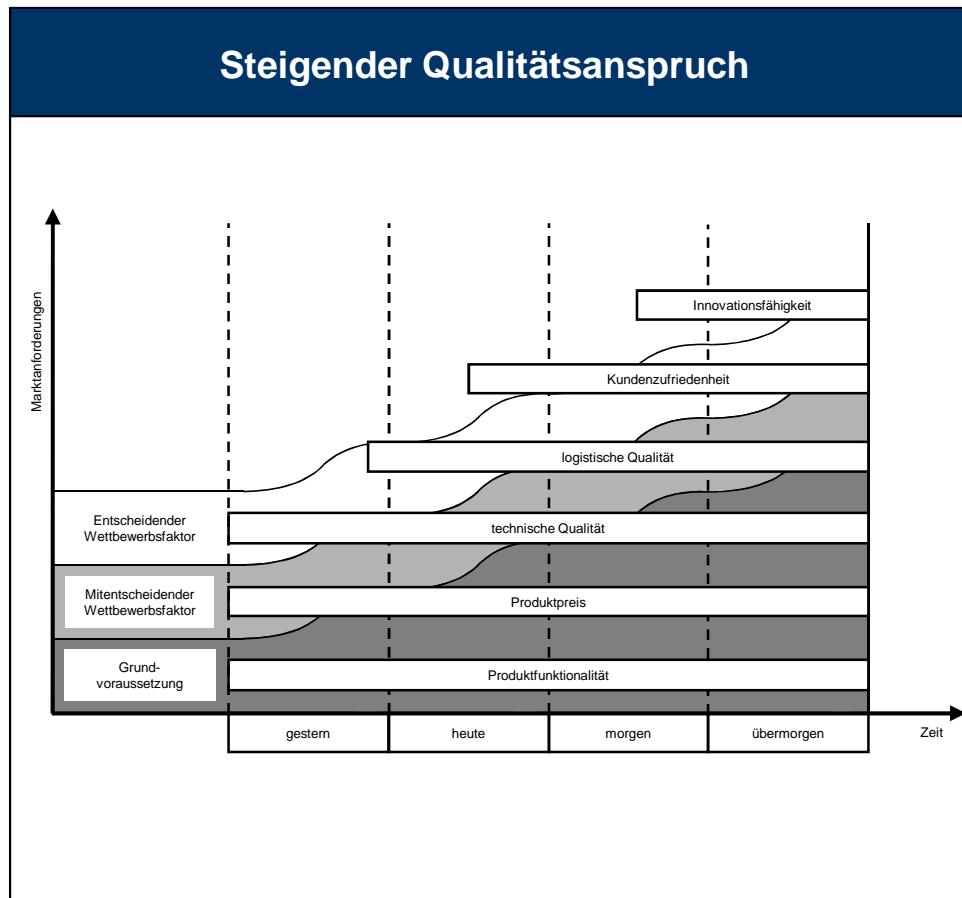 Steigender Qualitätsanspruch
Marktanforderungen
Innovationsfähigkeit
Kundenzufriedenheit
logistische Qualität
Entscheidender
Wettbewerbsfaktor
technische Qualität
Mitentscheidender
Wettbewerbsfaktor
Produktpreis
Grund-
voraussetzung
Produktfunktionalität
gestern
heute
morgen
übermorgen
Zeit